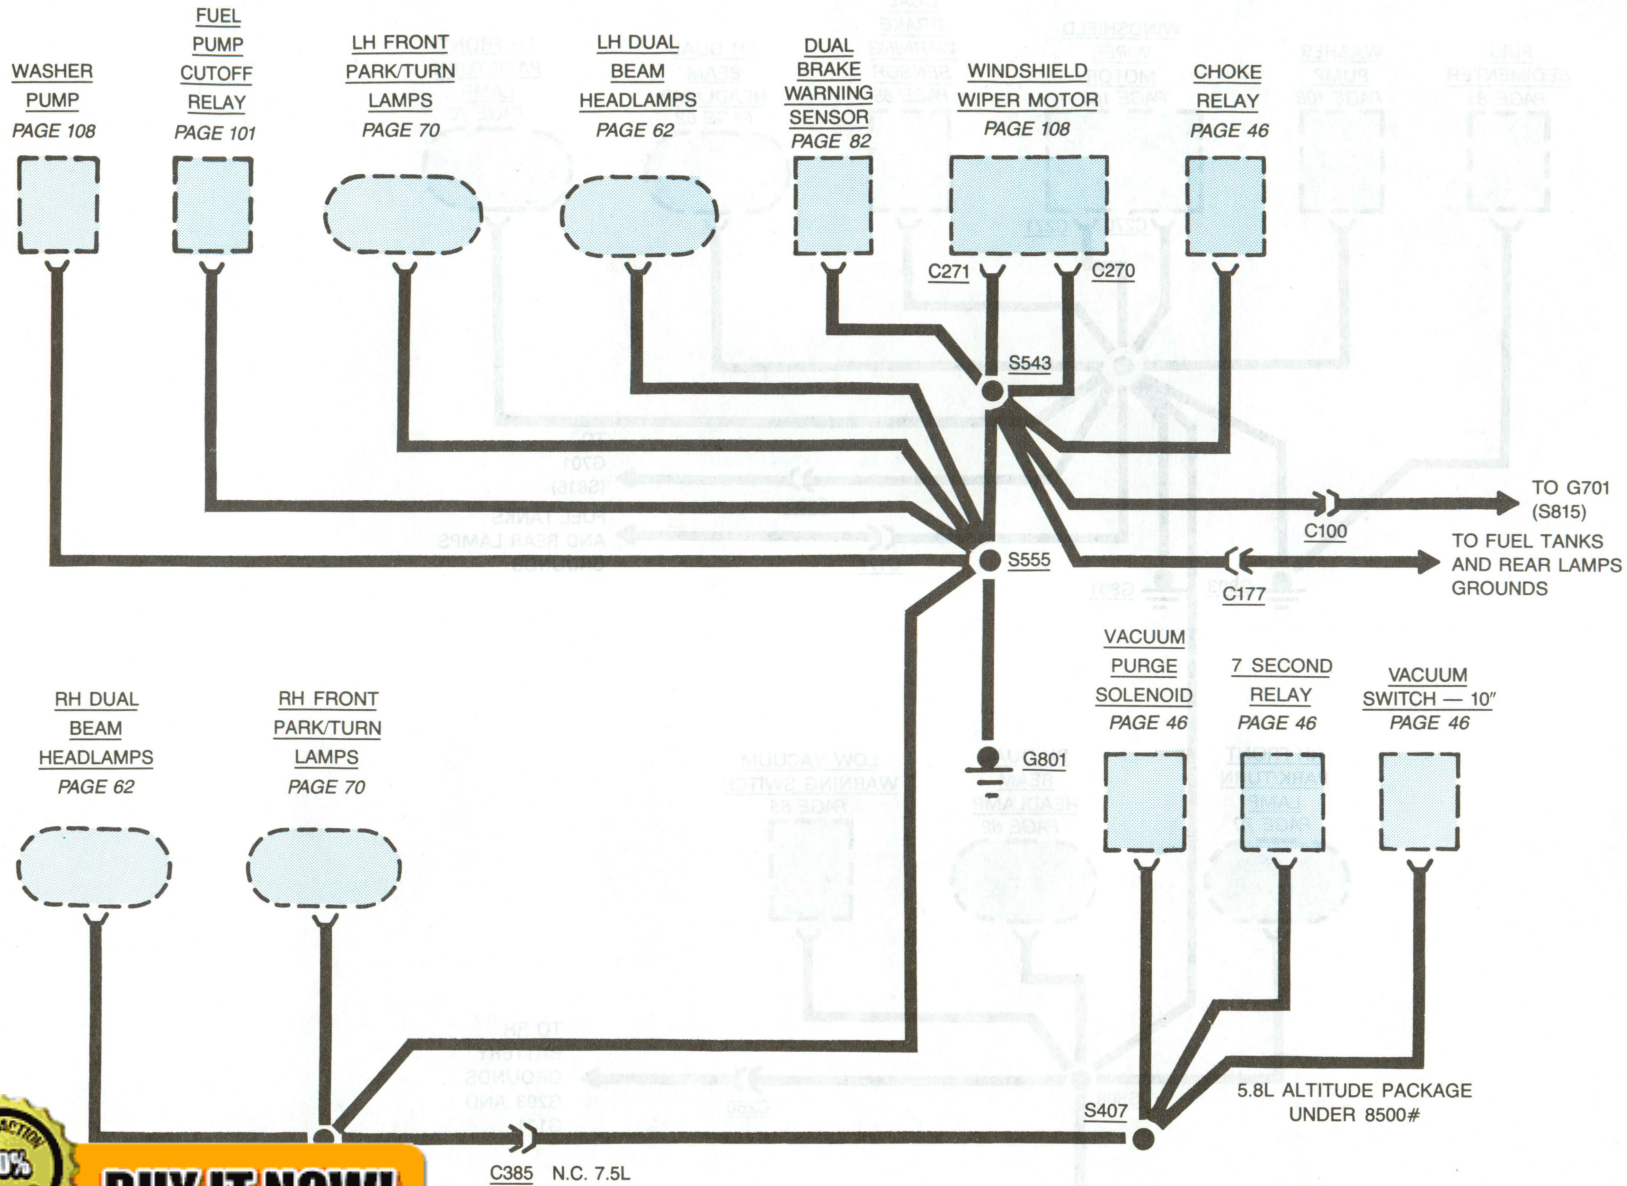 WASHER
PUMP
PAGE 108
FUEL
PUMP
CUTOFF
RELAY
PAGE 101
LH FRONT
PARK/TURN
LAMPS
PAGE 70
LH DUAL
BEAM
HEADLAMPS
PAGE 62
DUAL
BRAKE
WARNING
SENSOR
PAGE 82
WINDSHIELD
WIPER MOTOR
PAGE 108
CHOKE
RELAY
PAGE 46
C271
C270
S543
TO G701
(S815)
C100
TO FUEL TANKS
AND REAR LAMPS
GROUNDS
C177
S555
G801
VACUUM
PURGE
SOLENOID
PAGE 46
7 SECOND
RELAY
PAGE 46
VACUUM
SWITCH — 10″
PAGE 46
RH DUAL
BEAM
HEADLAMPS
PAGE 62
RH FRONT
PARK/TURN
LAMPS
PAGE 70
5.8L ALTITUDE PACKAGE
UNDER 8500#
S407
C385 N.C. 7.5L
BUY IT NOW!